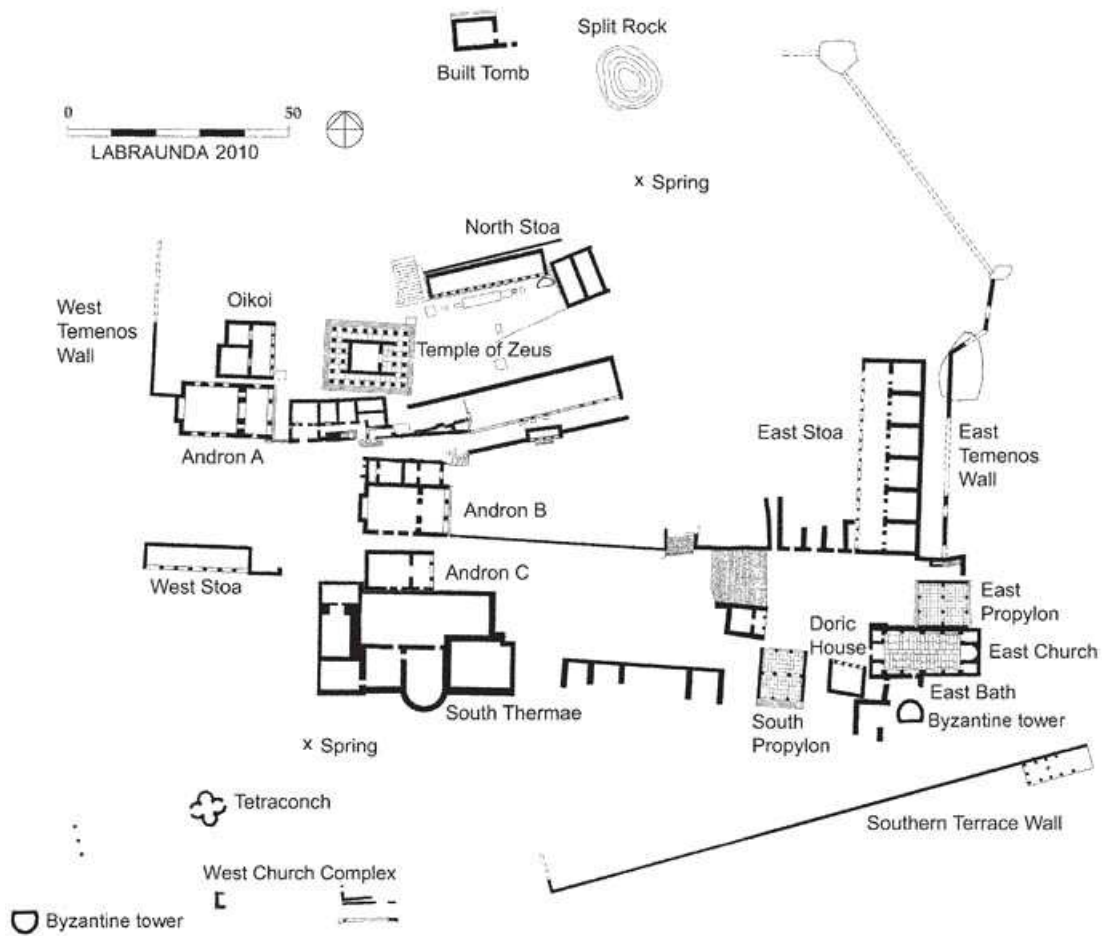 Split Rock
Built Tomb
0 50
LABRAUNDA 2010
x Spring
North Stoa
West
Temenos
Wall
Oikoi
Temple of Zeus
Andron A
East Stoa
East
Temenos
Wall
Andron B
West Stoa
Andron C
East
Propylon
Doric
House
East Church
East Bath
South Thermae
South
Propylon
Byzantine tower
x Spring
Tetraconch
Southern Terrace Wall
West Church Complex
Byzantine tower